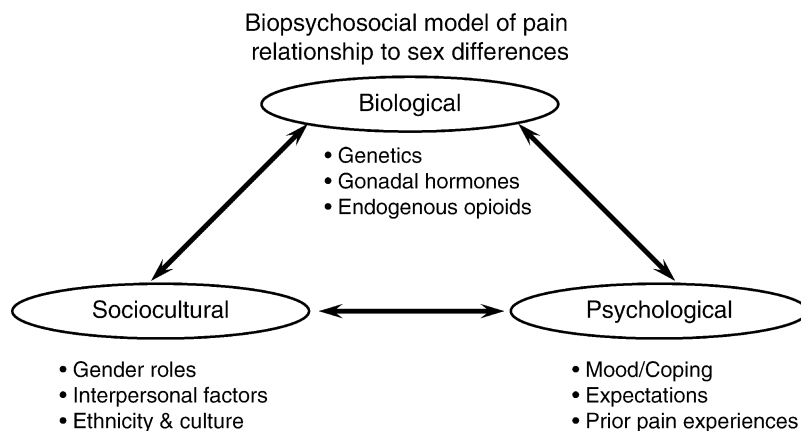 Biopsychosocial model of pain
relationship to sex differences
Biological
• Genetics
• Gonadal hormones
• Endogenous opioids
Sociocultural
• Gender roles
• Interpersonal factors
• Ethnicity & culture
Psychological
• Mood/Coping
• Expectations
• Prior pain experiences